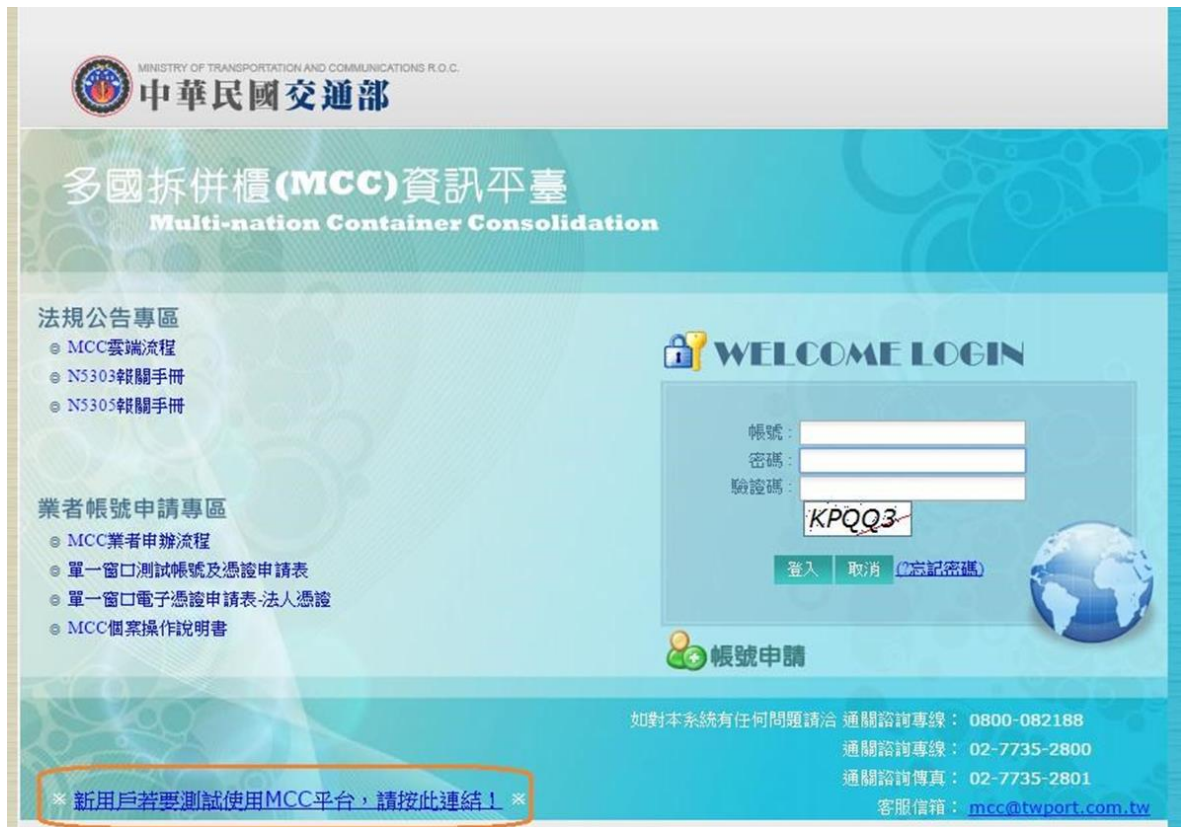 MINISTRY OF TRANSPORTATION AND COMMUNICATIONS R.O.C.
中華民國交通部
多國拆併櫃(MCC)資訊平臺
Multi-nation Container Consolidation
法規公告專區
MCC雲端流程
N5303報關手冊
N5305報關手冊
業者帳號申請專區
MCC業者申辦流程
單一窗口測試帳號及憑證申請表
單一窗口電子憑證申請表-法人憑證
MCC個案操作說明書
WELCOME LOGIN
帳號：
密碼：
驗證碼：
KPQQ3
登入 取消 (?忘記密碼)
帳號申請
如對本系統有任何問題請洽 通關諮詢專線： 0800-082188
通關諮詢專線： 02-7735-2800
通關諮詢傳真： 02-7735-2801
客服信箱： mcc@twport.com.tw
※ 新用戶若要測試使用MCC平台，請按此連結！ ※